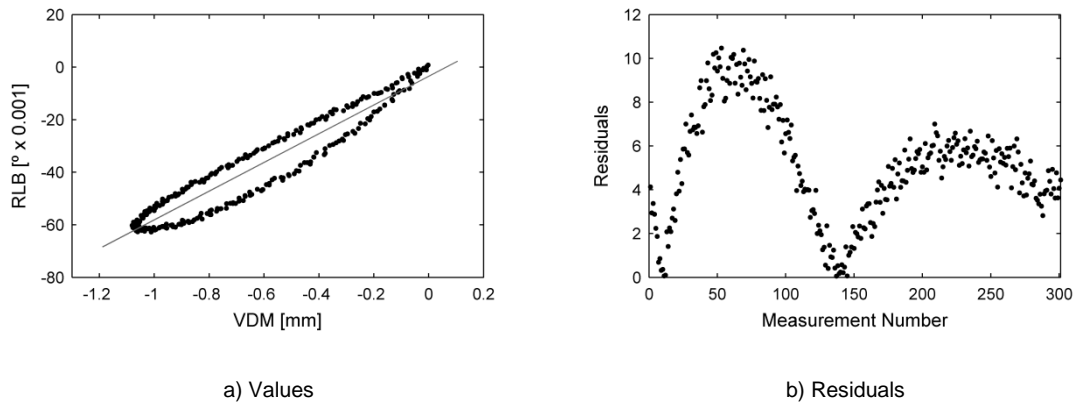 20
0
-20
-40
-60
-80
RLB [º x 0.001]
-1.2 -1 -0.8 -0.6 -0.4 -0.2 0 0.2
VDM [mm]
a) Values
12
10
8
6
4
2
0
Residuals
0 50 100 150 200 250 300
Measurement Number
b) Residuals